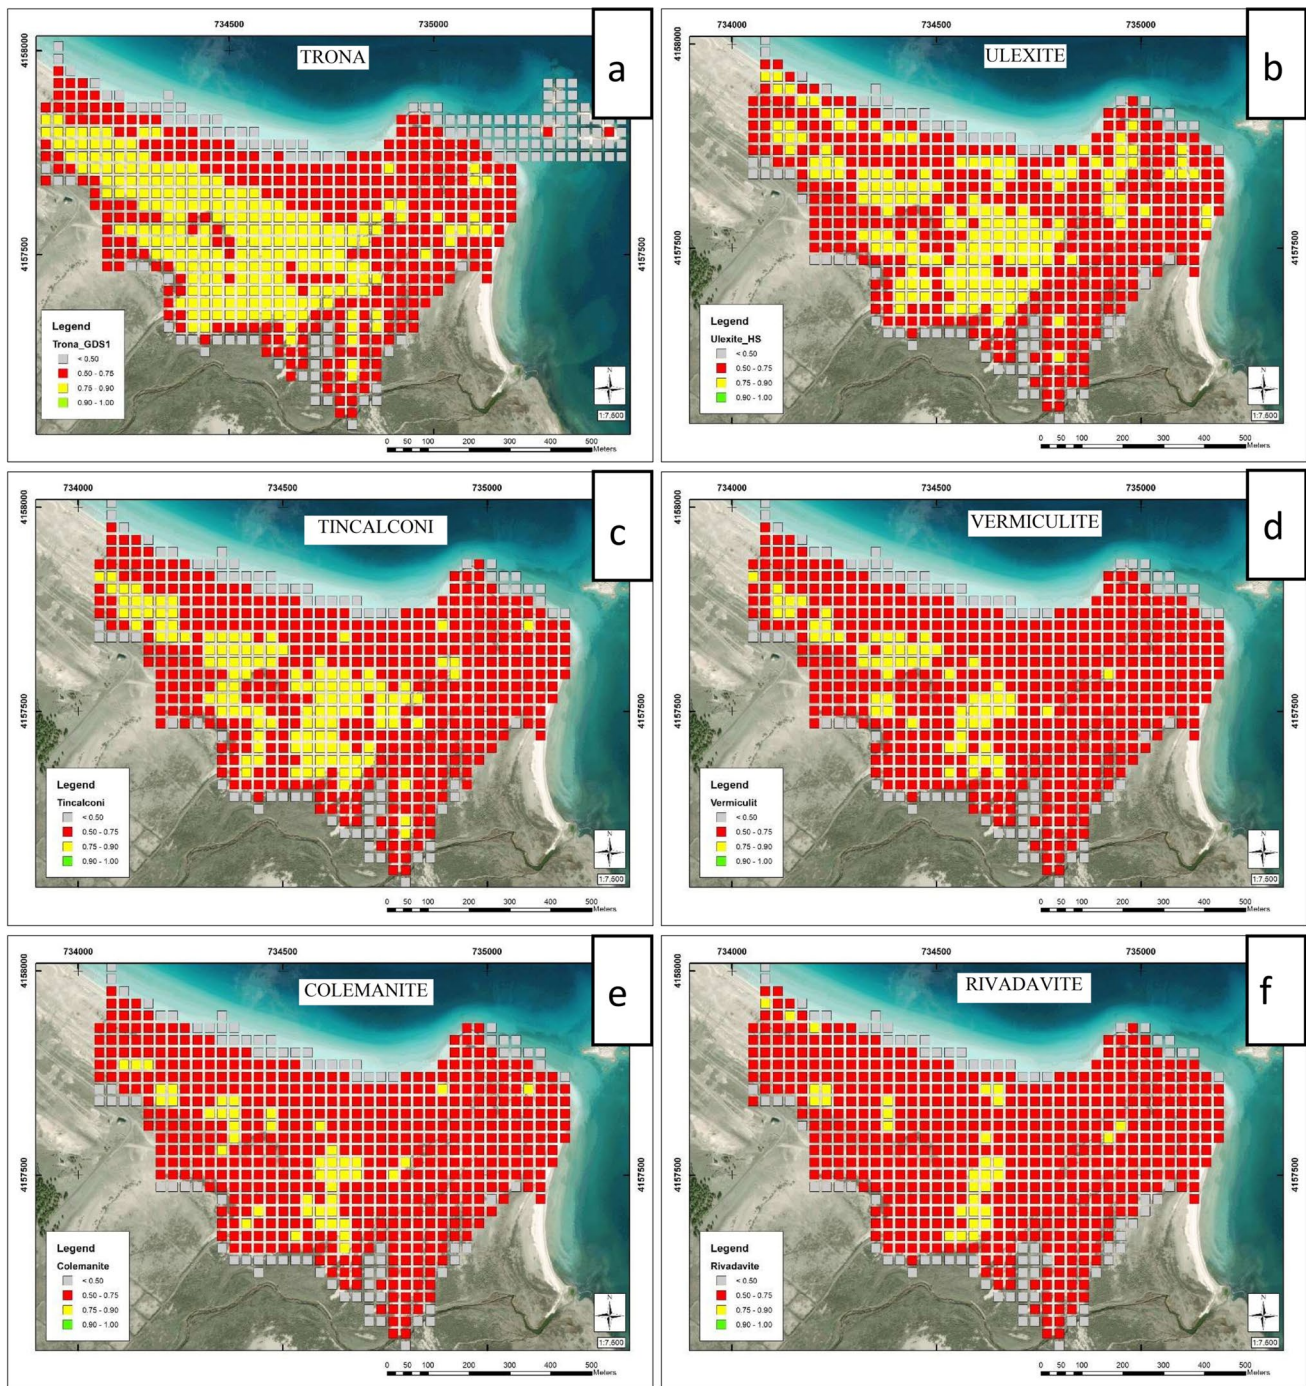 734500 735000
TRONA
a
4158000
4157500
4157500
Legend
Trona_GDS1
< 0.50
0.50 - 0.75
0.75 - 0.90
0.90 - 1.00
N
1:7,600
0 50 100 200 300 400 500
Meters
734000 734500 735000
ULEXITE
b
4158000
4157500
4157500
Legend
Ulexite_HS
< 0.50
0.50 - 0.75
0.75 - 0.90
0.90 - 1.00
N
1:7,600
0 50 100 200 300 400 500
Meters
734000 734500 735000
TINCALCONI
c
4158000
4157500
4157500
Legend
Tincalconi
< 0.50
0.50 - 0.75
0.75 - 0.90
0.90 - 1.00
N
1:7,600
0 50 100 200 300 400 500
Meters
734000 734500 735000
VERMICULITE
d
4158000
4157500
4157500
Legend
Vermiculit
< 0.50
0.50 - 0.75
0.75 - 0.90
0.90 - 1.00
N
1:7,600
0 50 100 200 300 400 500
Meters
734000 734500 735000
COLEMANITE
e
4158000
4157500
4157500
Legend
Colemanite
< 0.50
0.50 - 0.75
0.75 - 0.90
0.90 - 1.00
N
1:7,600
0 50 100 200 300 400 500
Meters
734000 734500 735000
RIVADAVITE
f
4158000
4157500
4157500
Legend
Rivadavite
< 0.50
0.50 - 0.75
0.75 - 0.90
0.90 - 1.00
N
1:7,600
0 50 100 200 300 400 500
Meters